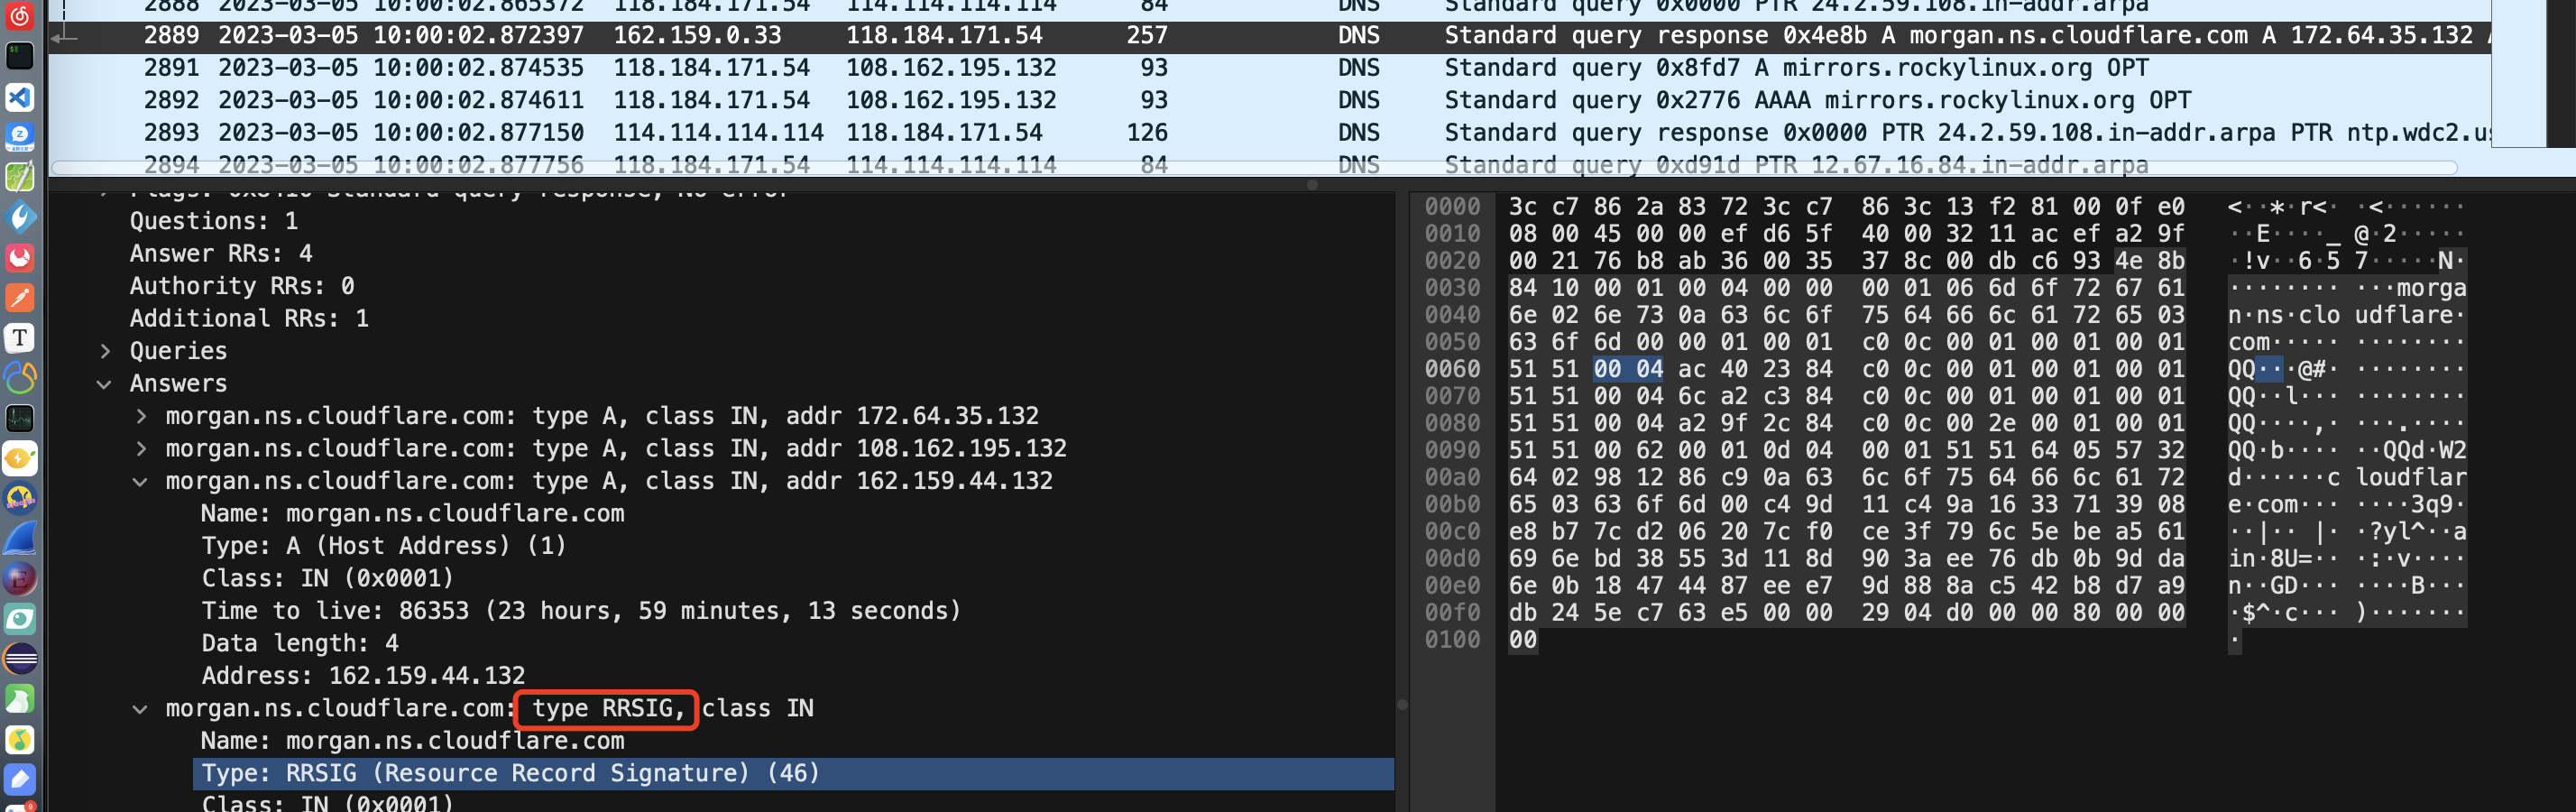 2888 2023-03-05 10:00:02.865372 118.184.171.54 114.114.114.114 84 DNS Standard query 0x0000 PTR 24.2.59.108.in-addr.arpa
2889 2023-03-05 10:00:02.872397 162.159.0.33 118.184.171.54 257 DNS Standard query response 0x4e8b A morgan.ns.cloudflare.com A 172.64.35.132 A
2891 2023-03-05 10:00:02.874535 118.184.171.54 108.162.195.132 93 DNS Standard query 0x8fd7 A mirrors.rockylinux.org OPT
2892 2023-03-05 10:00:02.874611 118.184.171.54 108.162.195.132 93 DNS Standard query 0x2776 AAAA mirrors.rockylinux.org OPT
2893 2023-03-05 10:00:02.877150 114.114.114.114 118.184.171.54 126 DNS Standard query response 0x0000 PTR 24.2.59.108.in-addr.arpa PTR ntp.wdc2.us
2894 2023-03-05 10:00:02.877756 118.184.171.54 114.114.114.114 84 DNS Standard query 0xd91d PTR 12.67.16.84.in-addr.arpa
Flags: 0x8410 Standard query response, No error
Questions: 1
Answer RRs: 4
Authority RRs: 0
Additional RRs: 1
Queries
Answers
morgan.ns.cloudflare.com: type A, class IN, addr 172.64.35.132
morgan.ns.cloudflare.com: type A, class IN, addr 108.162.195.132
morgan.ns.cloudflare.com: type A, class IN, addr 162.159.44.132
Name: morgan.ns.cloudflare.com
Type: A (Host Address) (1)
Class: IN (0x0001)
Time to live: 86353 (23 hours, 59 minutes, 13 seconds)
Data length: 4
Address: 162.159.44.132
morgan.ns.cloudflare.com: type RRSIG, class IN
Name: morgan.ns.cloudflare.com
Type: RRSIG (Resource Record Signature) (46)
Class: IN (0x0001)
0000 3c c7 86 2a 83 72 3c c7 86 3c 13 f2 81 00 0f e0 <··*·r<· ·<······
0010 08 00 45 00 00 ef d6 5f 40 00 32 11 ac ef a2 9f ··E····_ @·2·····
0020 00 21 76 b8 ab 36 00 35 37 8c 00 db c6 93 4e 8b ·!v··6·5 7·····N·
0030 84 10 00 01 00 04 00 00 00 01 06 6d 6f 72 67 61 ········ ···morga
0040 6e 02 6e 73 0a 63 6c 6f 75 64 66 6c 61 72 65 03 n·ns·clo udflare·
0050 63 6f 6d 00 00 01 00 01 c0 0c 00 01 00 01 00 01 com····· ········
0060 51 51 00 04 ac 40 23 84 c0 0c 00 01 00 01 00 01 QQ···@#· ········
0070 51 51 00 04 6c a2 c3 84 c0 0c 00 01 00 01 00 01 QQ··l··· ········
0080 51 51 00 04 a2 9f 2c 84 c0 0c 00 2e 00 01 00 01 QQ····,· ···.····
0090 51 51 00 62 00 01 0d 04 00 01 51 51 64 05 57 32 QQ·b···· ··QQd·W2
00a0 64 02 98 12 86 c9 0a 63 6c 6f 75 64 66 6c 61 72 d······c loudflar
00b0 65 03 63 6f 6d 00 c4 9d 11 c4 9a 16 33 71 39 08 e·com··· ····3q9·
00c0 e8 b7 7c d2 06 20 7c f0 ce 3f 79 6c 5e be a5 61 ··|·· |· ·?yl^··a
00d0 69 6e bd 38 55 3d 11 8d 90 3a ee 76 db 0b 9d da in·8U=·· ·:·v····
00e0 6e 0b 18 47 44 87 ee e7 9d 88 8a c5 42 b8 d7 a9 n··GD··· ····B···
00f0 db 24 5e c7 63 e5 00 00 29 04 d0 00 00 80 00 00 ·$^·c··· )·······
0100 00 ·